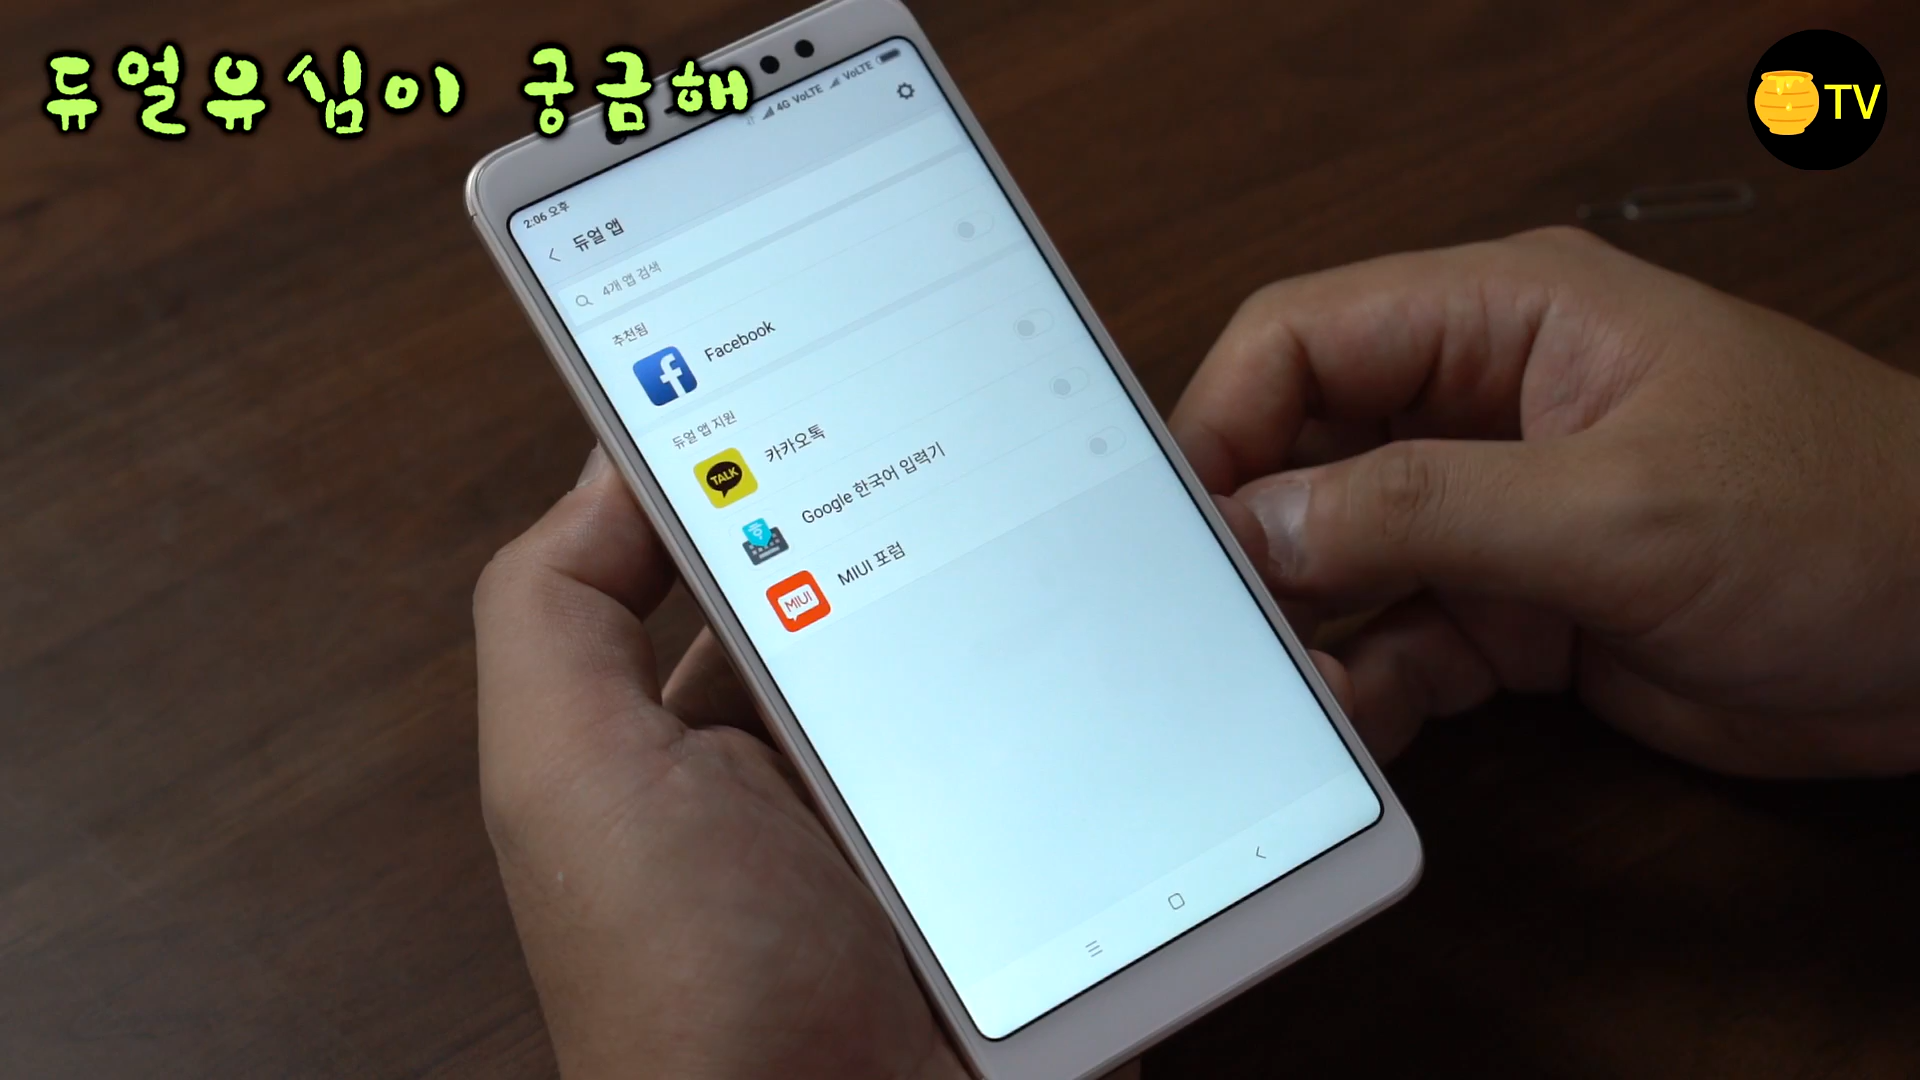 듀얼유심이 궁금해
TV
4G VoLTE VoLTE
2:06 오후
듀얼 앱
4개 앱 검색
추천됨
Facebook
듀얼 앱 지원
TALK
카카오톡
Google 한국어 입력기
MIUI
MIUI 포럼